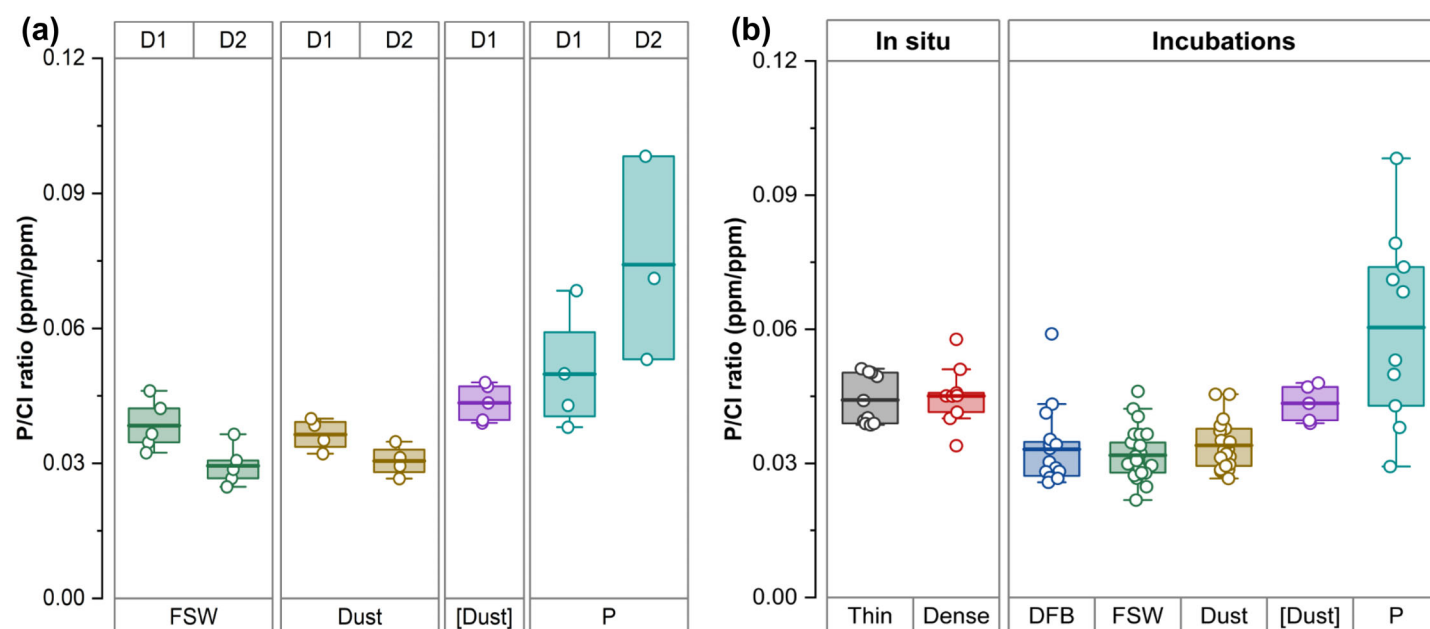 (a)
D1 D2 D1 D2 D1 D1 D2
0.12
0.09
0.06
0.03
0.00
P/Cl ratio (ppm/ppm)
FSW Dust [Dust] P
(b)
In situ Incubations
0.12
0.09
0.06
0.03
0.00
P/Cl ratio (ppm/ppm)
Thin Dense DFB FSW Dust [Dust] P